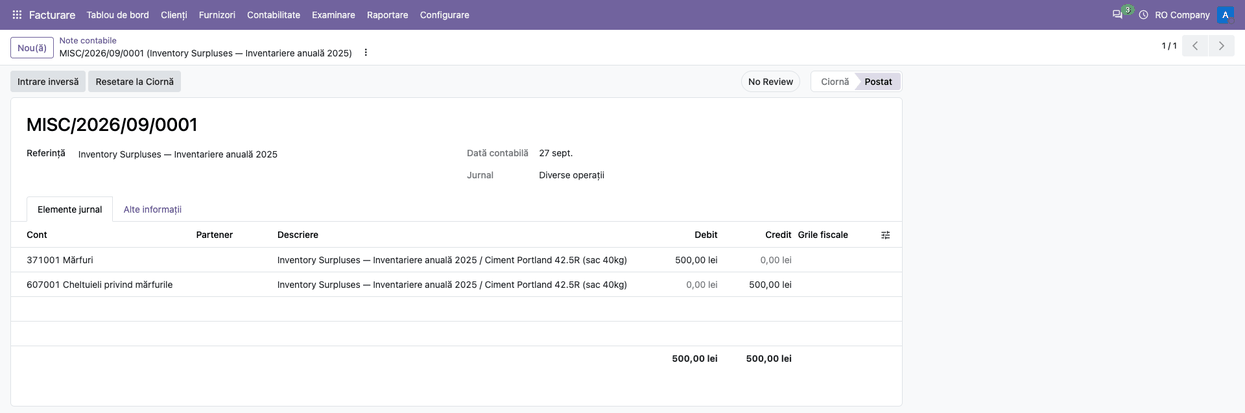 Facturare Tablou de bord Clienți Furnizori Contabilitate Examinare Raportare Configurare 3 RO Company A
Nou(ă) Note contabile
MISC/2026/09/0001 (Inventory Surpluses — Inventariere anuală 2025) 1 / 1
Intrare inversă Resetare la Ciornă No Review Ciornă Postat
MISC/2026/09/0001
Referință Inventory Surpluses — Inventariere anuală 2025 Dată contabilă 27 sept.
Jurnal Diverse operații
Elemente jurnal Alte informații
Cont Partener Descriere Debit Credit Grile fiscale
371001 Mărfuri Inventory Surpluses — Inventariere anuală 2025 / Ciment Portland 42.5R (sac 40kg) 500,00 lei 0,00 lei
607001 Cheltuieli privind mărfurile Inventory Surpluses — Inventariere anuală 2025 / Ciment Portland 42.5R (sac 40kg) 0,00 lei 500,00 lei
500,00 lei 500,00 lei